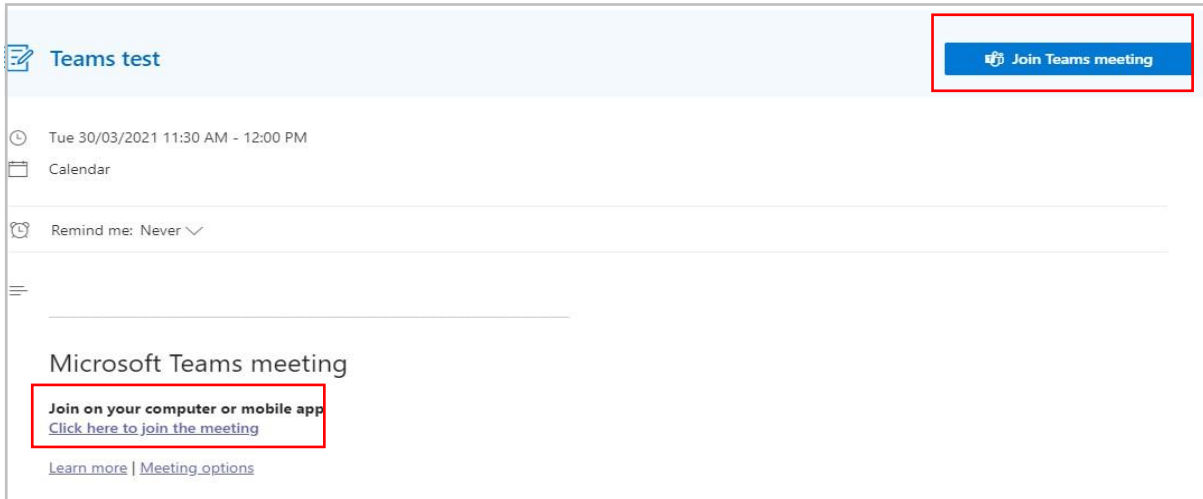 Teams test
Join Teams meeting
Tue 30/03/2021 11:30 AM - 12:00 PM
Calendar
Remind me: Never
Microsoft Teams meeting
Join on your computer or mobile app
Click here to join the meeting
Learn more | Meeting options